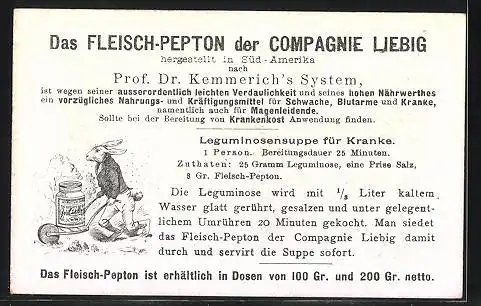 Das FLEISCH-PEPTON der COMPAGNIE LIEBIG
hergestellt in Süd-Amerika
nach
Prof. Dr. Kemmerich's System,
ist wegen seiner ausserordentlich leichten Verdaulichkeit und seines hohen Nährwerthes
ein vorzügliches Nahrungs- und Kräftigungsmittel für Schwache, Blutarme und Kranke,
namentlich auch für Magenleidende.
Sollte bei der Bereitung von Krankenkost Anwendung finden.
Leguminosensuppe für Kranke.
1 Person. Bereitungsdauer 25 Minuten.
Zuthaten: 25 Gramm Leguminose, eine Prise Salz,
8 Gr. Fleisch-Pepton.
Die Leguminose wird mit 1/3 Liter kaltem
Wasser glatt gerührt, gesalzen und unter gelegent-
lichem Umrühren 20 Minuten gekocht. Man siedet
das Fleisch-Pepton der Compagnie Liebig damit
durch und servirt die Suppe sofort.
Das Fleisch-Pepton ist erhältlich in Dosen von 100 Gr. und 200 Gr. netto.